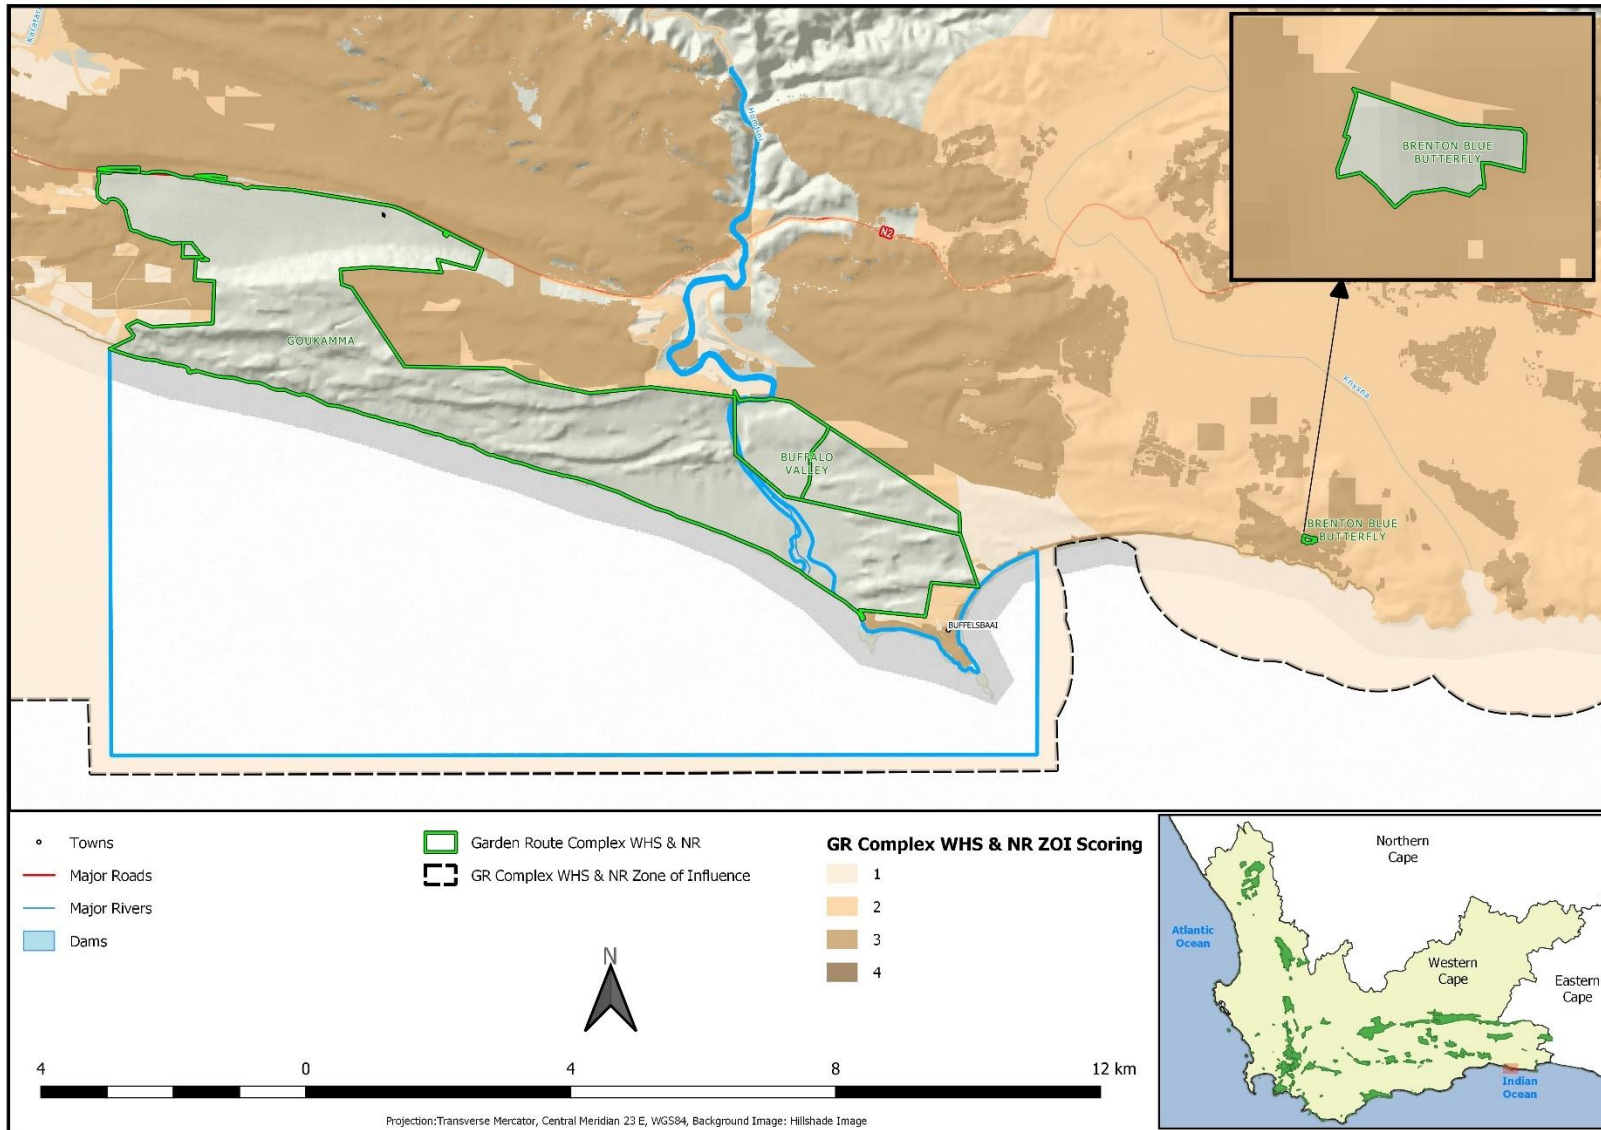 Karatara
Homtini
N2
GOUKAMMA
BUFFALO
VALLEY
BUFFELSBAAI
Knysna
BRENTON BLUE
BUTTERFLY
BRENTON BLUE
BUTTERFLY
Towns
Major Roads
Major Rivers
Dams
Garden Route Complex WHS & NR
GR Complex WHS & NR Zone of Influence
GR Complex WHS & NR ZOI Scoring
1
2
3
4
N
4 0 4 8 12 km
Projection:Transverse Mercator, Central Meridian 23 E, WGS84, Background Image: Hillshade Image
Northern
Cape
Atlantic
Ocean
Western
Cape
Eastern
Cape
Indian
Ocean